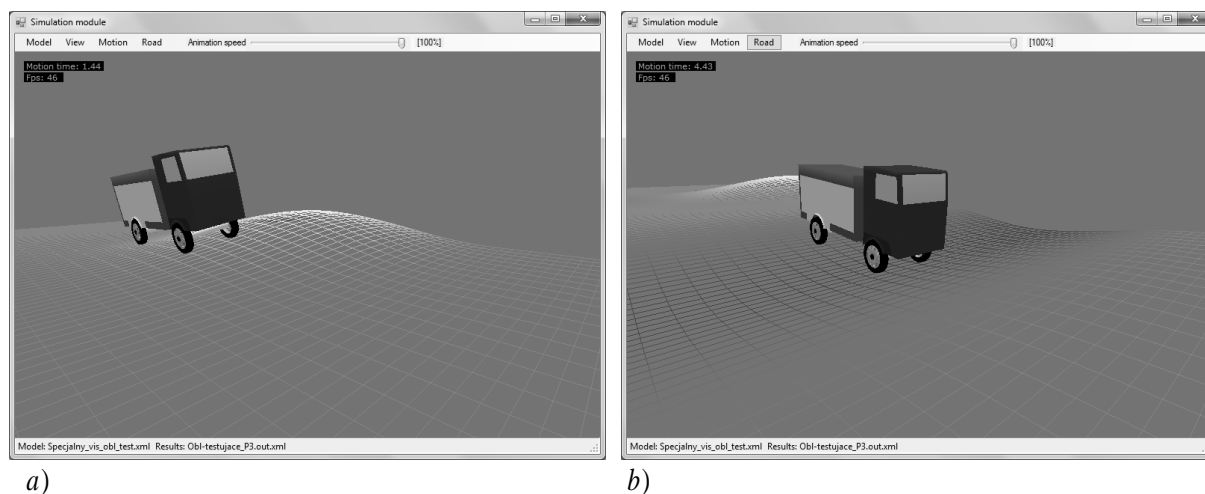 Simulation module
Model View Motion Road Animation speed [100%]
Motion time: 1.44
Fps: 46
Model: Specjalny_vis_obl_test.xml Results: Obl-testujace_P3.out.xml
a)
Simulation module
Model View Motion Road Animation speed [100%]
Motion time: 4.43
Fps: 46
Model: Specjalny_vis_obl_test.xml Results: Obl-testujace_P3.out.xml
b)